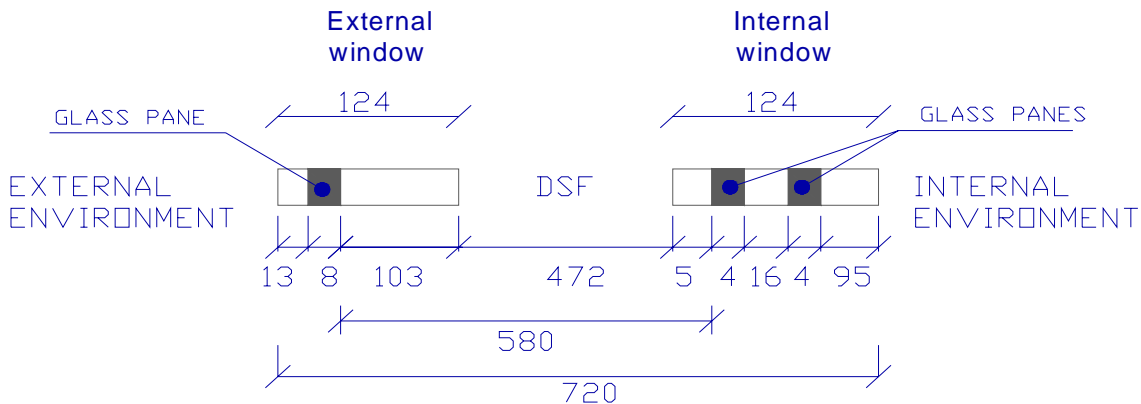 External
window
Internal
window
124
124
GLASS PANE
GLASS PANES
EXTERNAL
ENVIRONMENT
DSF
INTERNAL
ENVIRONMENT
13 8 103 472 5 4 16 4 95
580
720